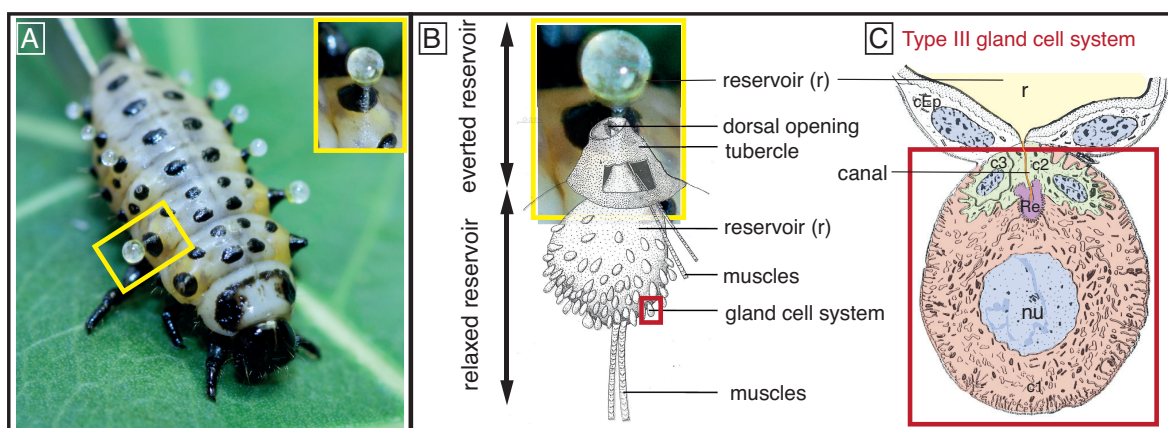 A
B
everted reservoir
relaxed reservoir
reservoir (r)
dorsal opening
tubercle
canal
reservoir (r)
muscles
gland cell system
muscles
C Type III gland cell system
r
cEp
c3
c2
Re
nu
c1